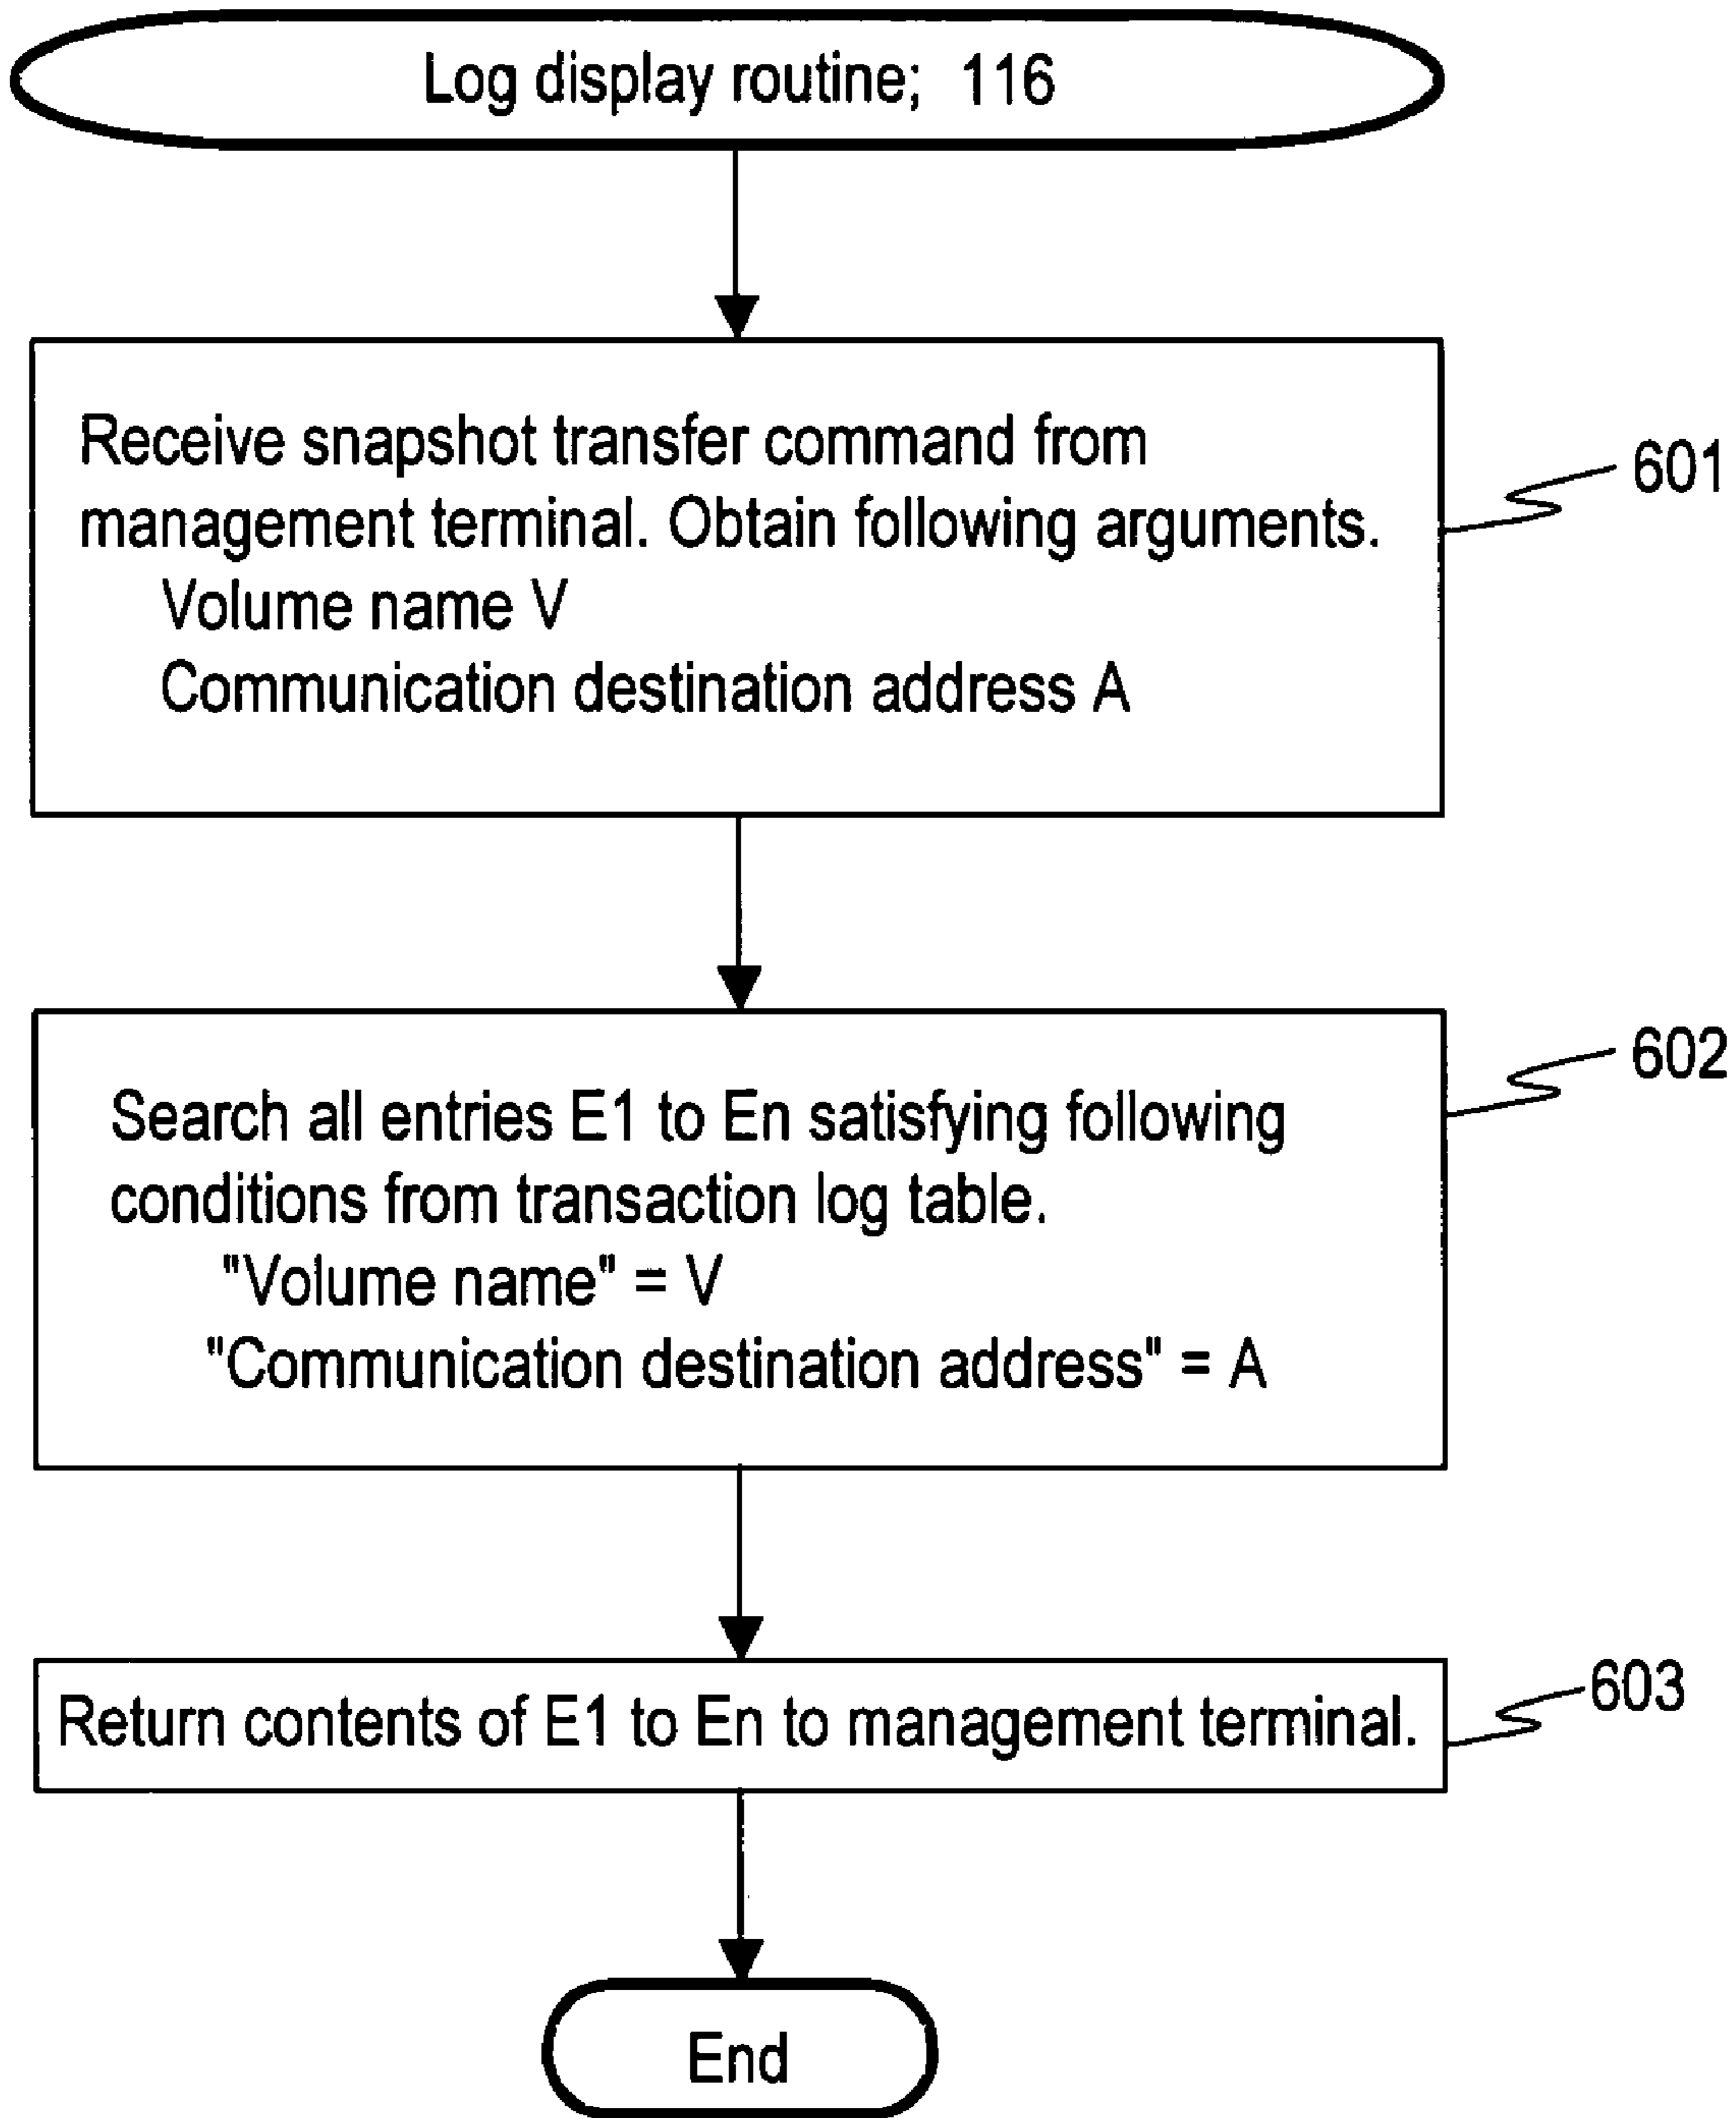 Log display routine; 116
Receive snapshot transfer command from
management terminal. Obtain following arguments.
Volume name V
Communication destination address A
601
Search all entries E1 to En satisfying following
conditions from transaction log table.
"Volume name" = V
"Communication destination address" = A
602
Return contents of E1 to En to management terminal.
603
End